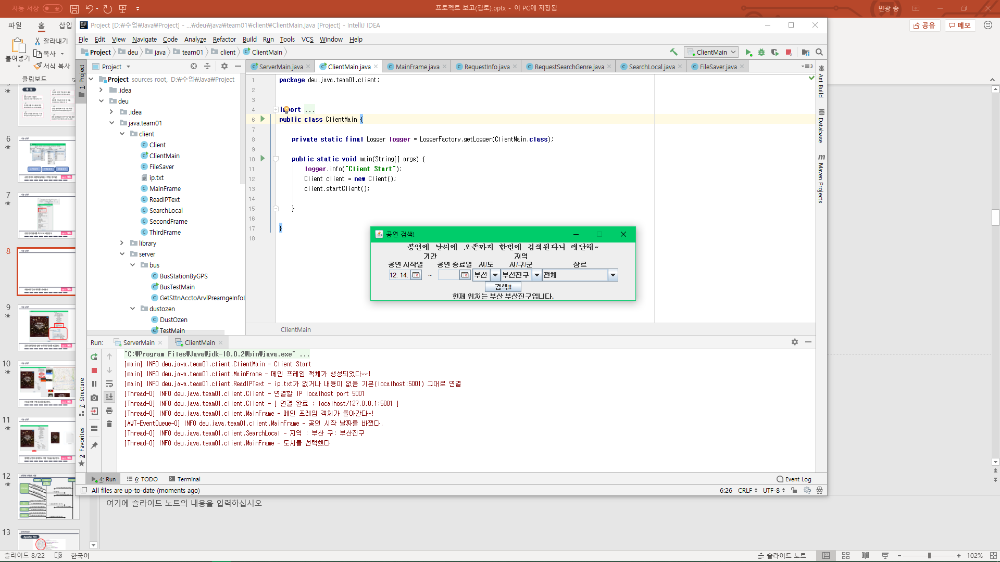 자동 저장 끔
프로젝트 보고(검토).pptx - 이 PC에 저장됨
민광 송
파일 홈 삽입
공유 메모
잘라내기
복사
붙여넣기
서식 복사
클립보드
Project [D:₩수업₩Java₩Project] - ...₩deu₩java₩team01₩client₩ClientMain.java [Project] - IntelliJ IDEA
File Edit View Navigate Code Analyze Refactor Build Run Tools VCS Window Help
Project deu java team01 client ClientMain
ClientMain
Project
ServerMain.java ClientMain.java MainFrame.java RequestInfo.java RequestSearchGenre.java SearchLocal.java FileSaver.java
1: Project
Project sources root, D:₩수업₩Java₩Project
.idea
deu
.idea
java.team01
client
Client
ClientMain
FileSaver
ip.txt
MainFrame
ReadIPText
SearchLocal
SecondFrame
ThirdFrame
library
server
bus
BusStationByGPS
BusTestMain
GetSttnAcctoArvlPrearngeInfoL
dustozen
DustOzen
TestMain
1 package deu.java.team01.client;
2
3
4 import ...
6 public class ClientMain {
7
8 private static final Logger logger = LoggerFactory.getLogger(ClientMain.class);
9
10 public static void main(String[] args) {
11 logger.info("Client Start");
12 Client client = new Client();
13 client.startClient();
14
15 }
16
17 }
18
ClientMain
Ant Build
Database
Maven Projects
공연 검색!
공연에 날씨에 오존까지 한번에 검색된다니 대단해~
기간 지역
공연 시작일 공연 종료일 시/도 시/구/군 장르
12. 14. ~ 부산 부산진구 전체
검색!!
현재 위치는 부산 부산진구입니다.
Run: ServerMain ClientMain
"C:₩Program Files₩Java₩jdk-10.0.2₩bin₩java.exe" ...
[main] INFO deu.java.team01.client.ClientMain - Client Start
[main] INFO deu.java.team01.client.MainFrame - 메인 프레임 객체가 생성되었다~~!
[main] INFO deu.java.team01.client.ReadIPText - ip.txt가 없거나 내용이 없음 기본(localhost:5001) 그대로 연결
[Thread-0] INFO deu.java.team01.client.Client - 연결할 IP localhost port 5001
[Thread-0] INFO deu.java.team01.client.Client - [ 연결 완료 : localhost/127.0.0.1:5001 ]
[Thread-0] INFO deu.java.team01.client.MainFrame - 메인 프레임 객체가 돌아간다~!
[AWT-EventQueue-0] INFO deu.java.team01.client.MainFrame - 공연 시작 날짜를 바꿨다.
[Thread-0] INFO deu.java.team01.client.SearchLocal - 지역 : 부산 구: 부산진구
[Thread-0] INFO deu.java.team01.client.MainFrame - 도시를 선택했다
7: Structure
2: Favorites
4: Run 6: TODO Terminal
Event Log
All files are up-to-date (moments ago)
6:26 CRLF UTF-8
6
7
8
9
10
11
12
13
Apache POI
여기에 슬라이드 노트의 내용을 입력하십시오
슬라이드 8/22 한국어
슬라이드 노트
102%